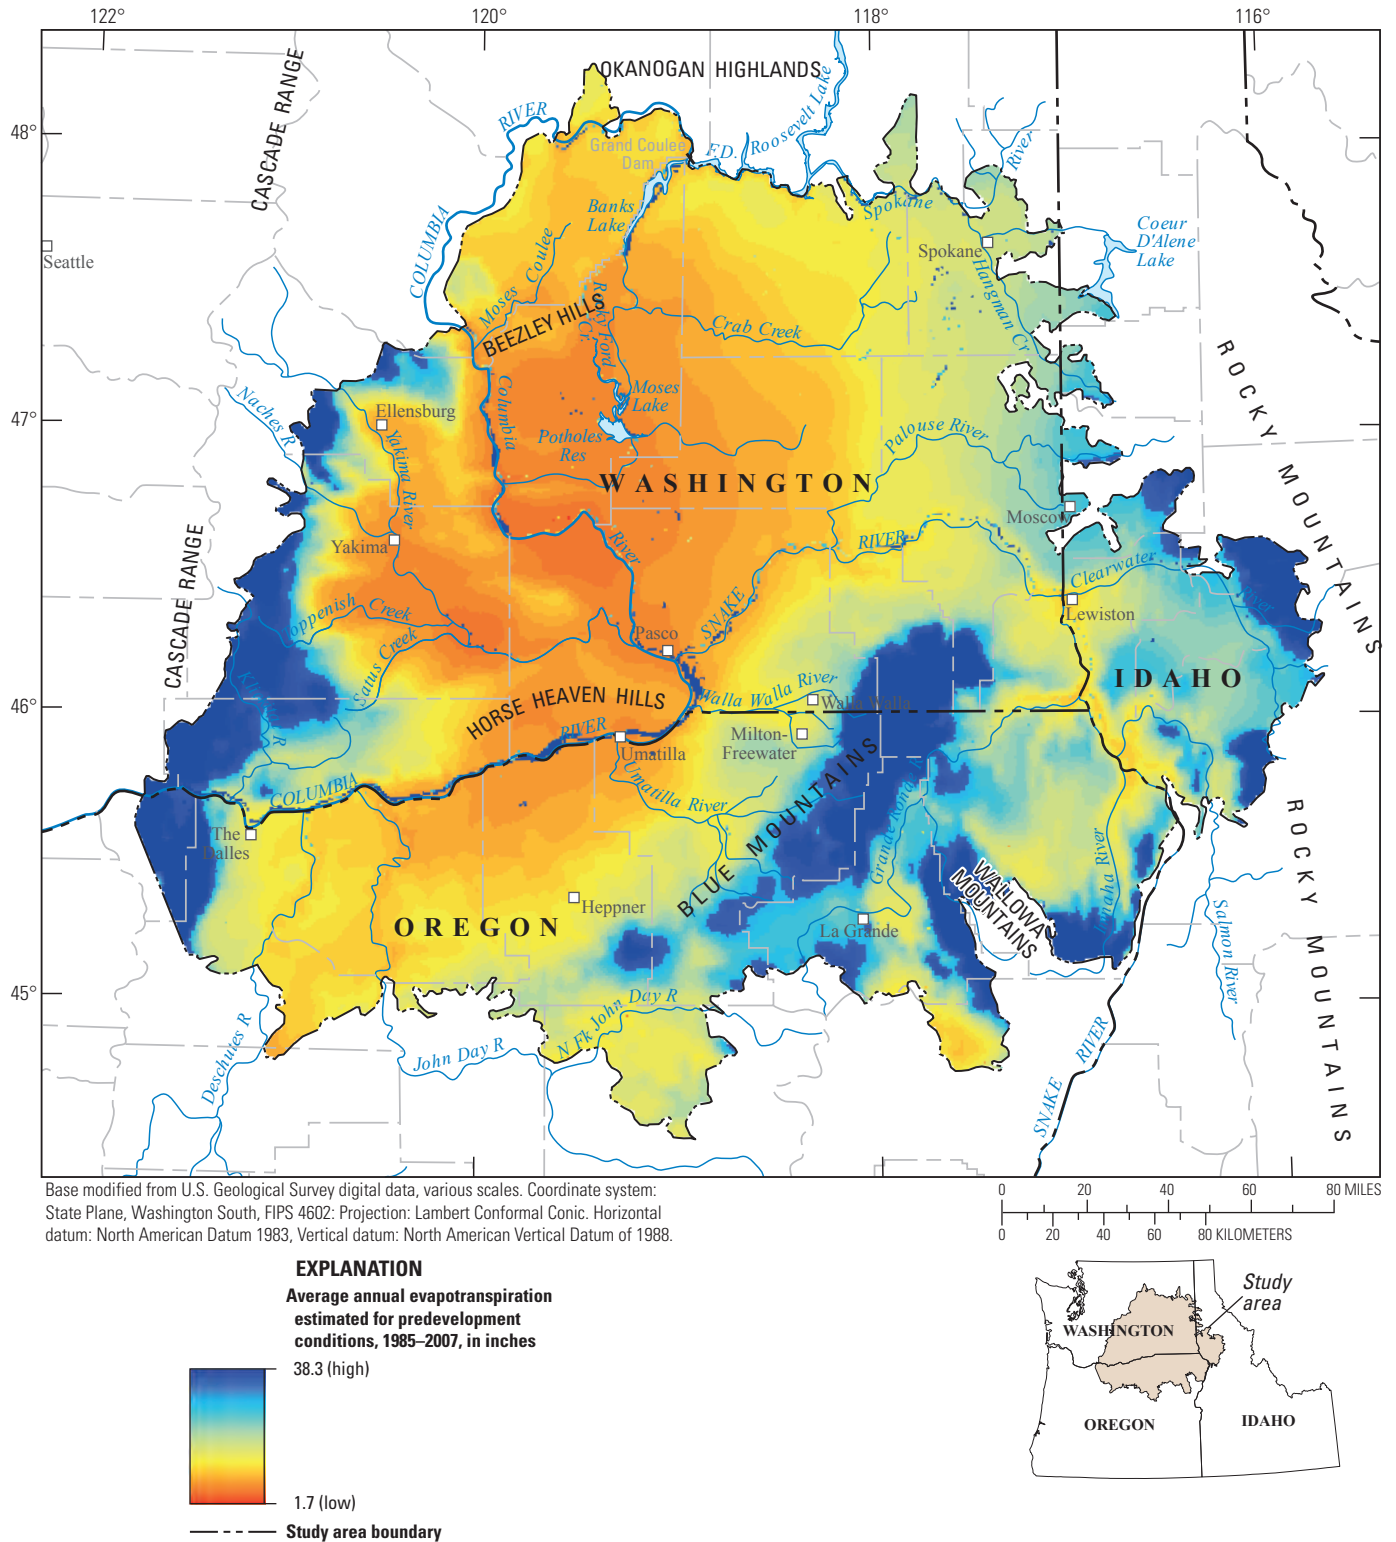 122°
120°
118°
116°
48°
47°
46°
45°
CASCADE RANGE
OKANOGAN HIGHLANDS
RIVER
COLUMBIA
Grand Coulee
Dam
F.D. Roosevelt Lake
River
Banks
Lake
Spokane
Spokane
Coeur
D'Alene
Lake
Seattle
Moses Coulee
BEEZLEY HILLS
Rocky Ford
Cr.
Crab Creek
Hangman Cr
ROCKY MOUNTAINS
Naches R
Ellensburg
Yakima River
Columbia
Moses
Lake
Potholes
Res
Palouse River
WASHINGTON
Moscow
Yakima
CASCADE RANGE
River
RIVER
SNAKE
Clearwater
River
Lewiston
Toppenish Creek
Satus Creek
Pasco
IDAHO
HORSE HEAVEN HILLS
Walla Walla River
Walla Walla
Milton-
Freewater
RIVER
Umatilla
Umatilla River
COLUMBIA
The
Dalles
BLUE MOUNTAINS
Grande Ronde R
Imnaha River
WALLOWA
MOUNTAINS
Heppner
La Grande
OREGON
Salmon River
ROCKY MOUNTAINS
N Fk John Day R
John Day R
Deschutes R
SNAKE RIVER
Base modified from U.S. Geological Survey digital data, various scales. Coordinate system:
State Plane, Washington South, FIPS 4602: Projection: Lambert Conformal Conic. Horizontal
datum: North American Datum 1983, Vertical datum: North American Vertical Datum of 1988.
0 20 40 60 80 MILES
0 20 40 60 80 KILOMETERS
EXPLANATION
Average annual evapotranspiration
estimated for predevelopment
conditions, 1985–2007, in inches
38.3 (high)
1.7 (low)
Study area boundary
Study
area
WASHINGTON
OREGON
IDAHO